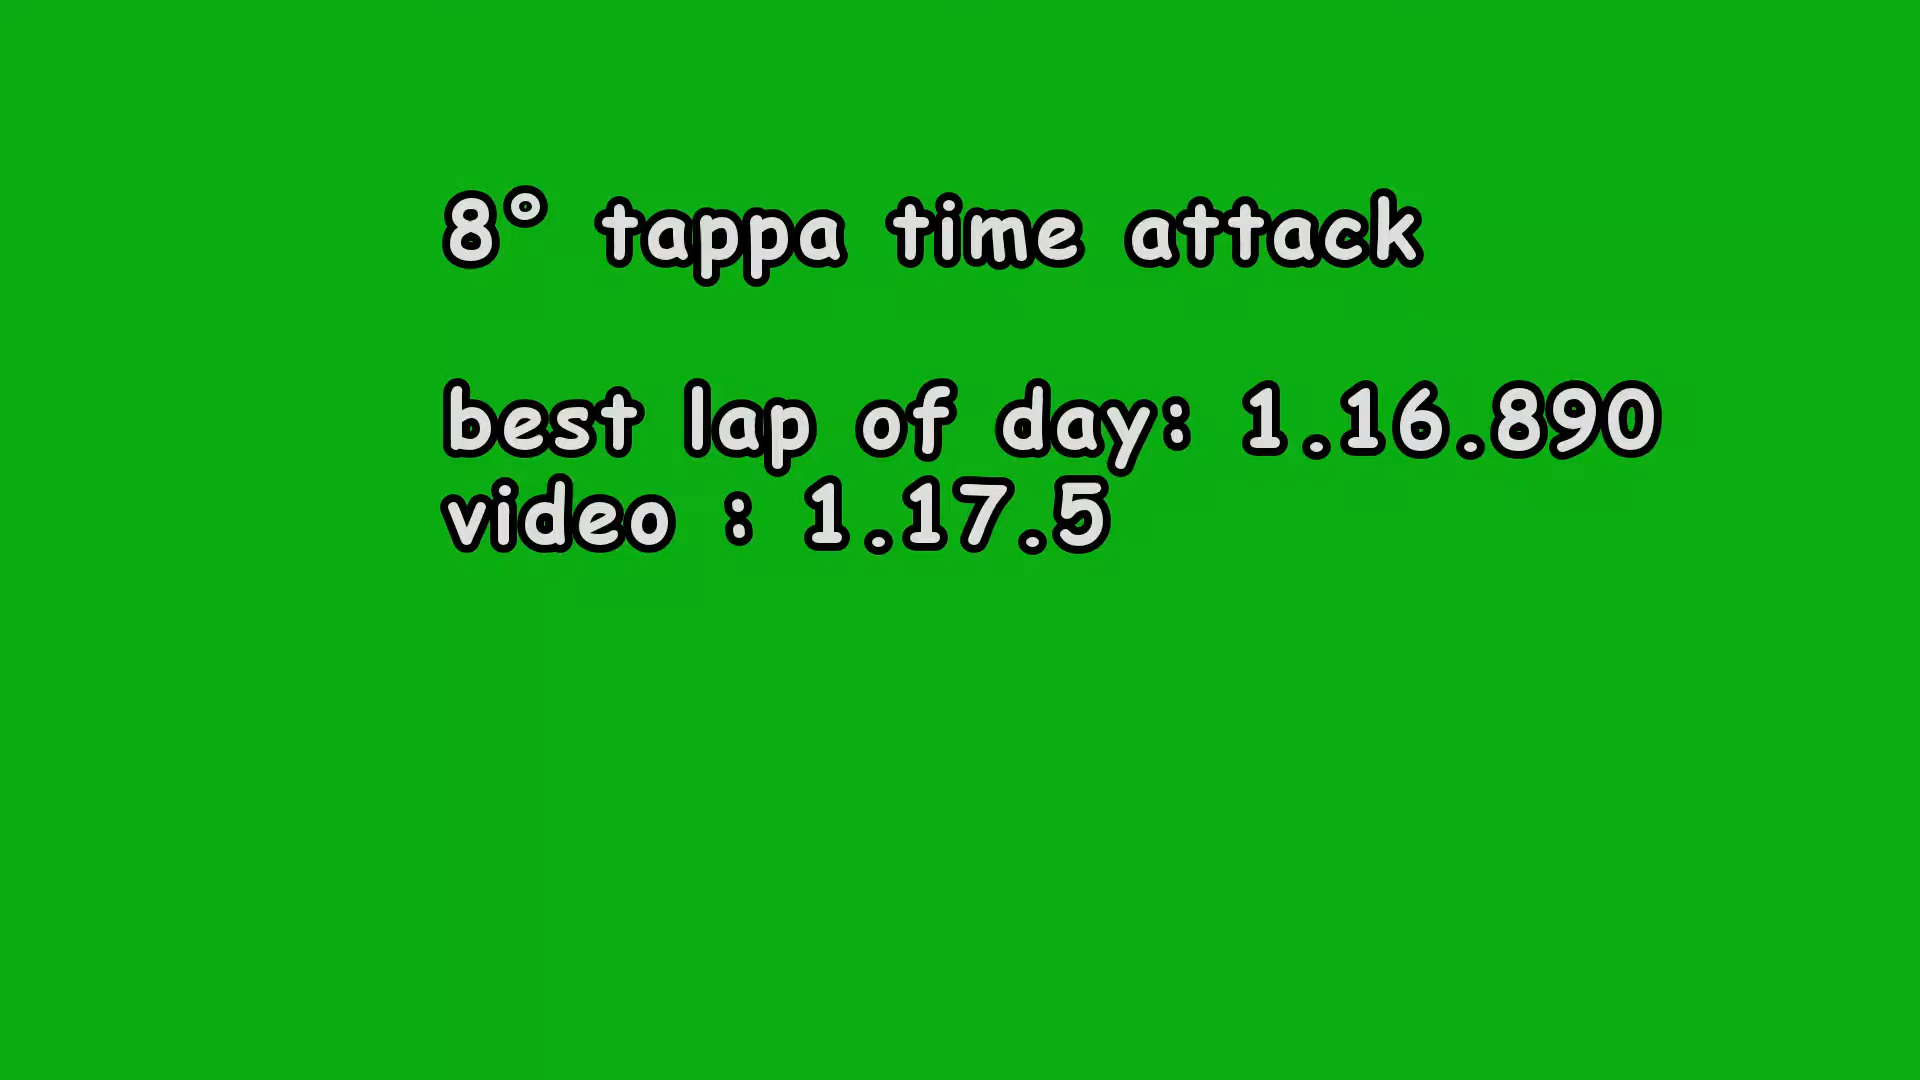 8° tappa time attack
best lap of day: 1.16.890
video : 1.17.5